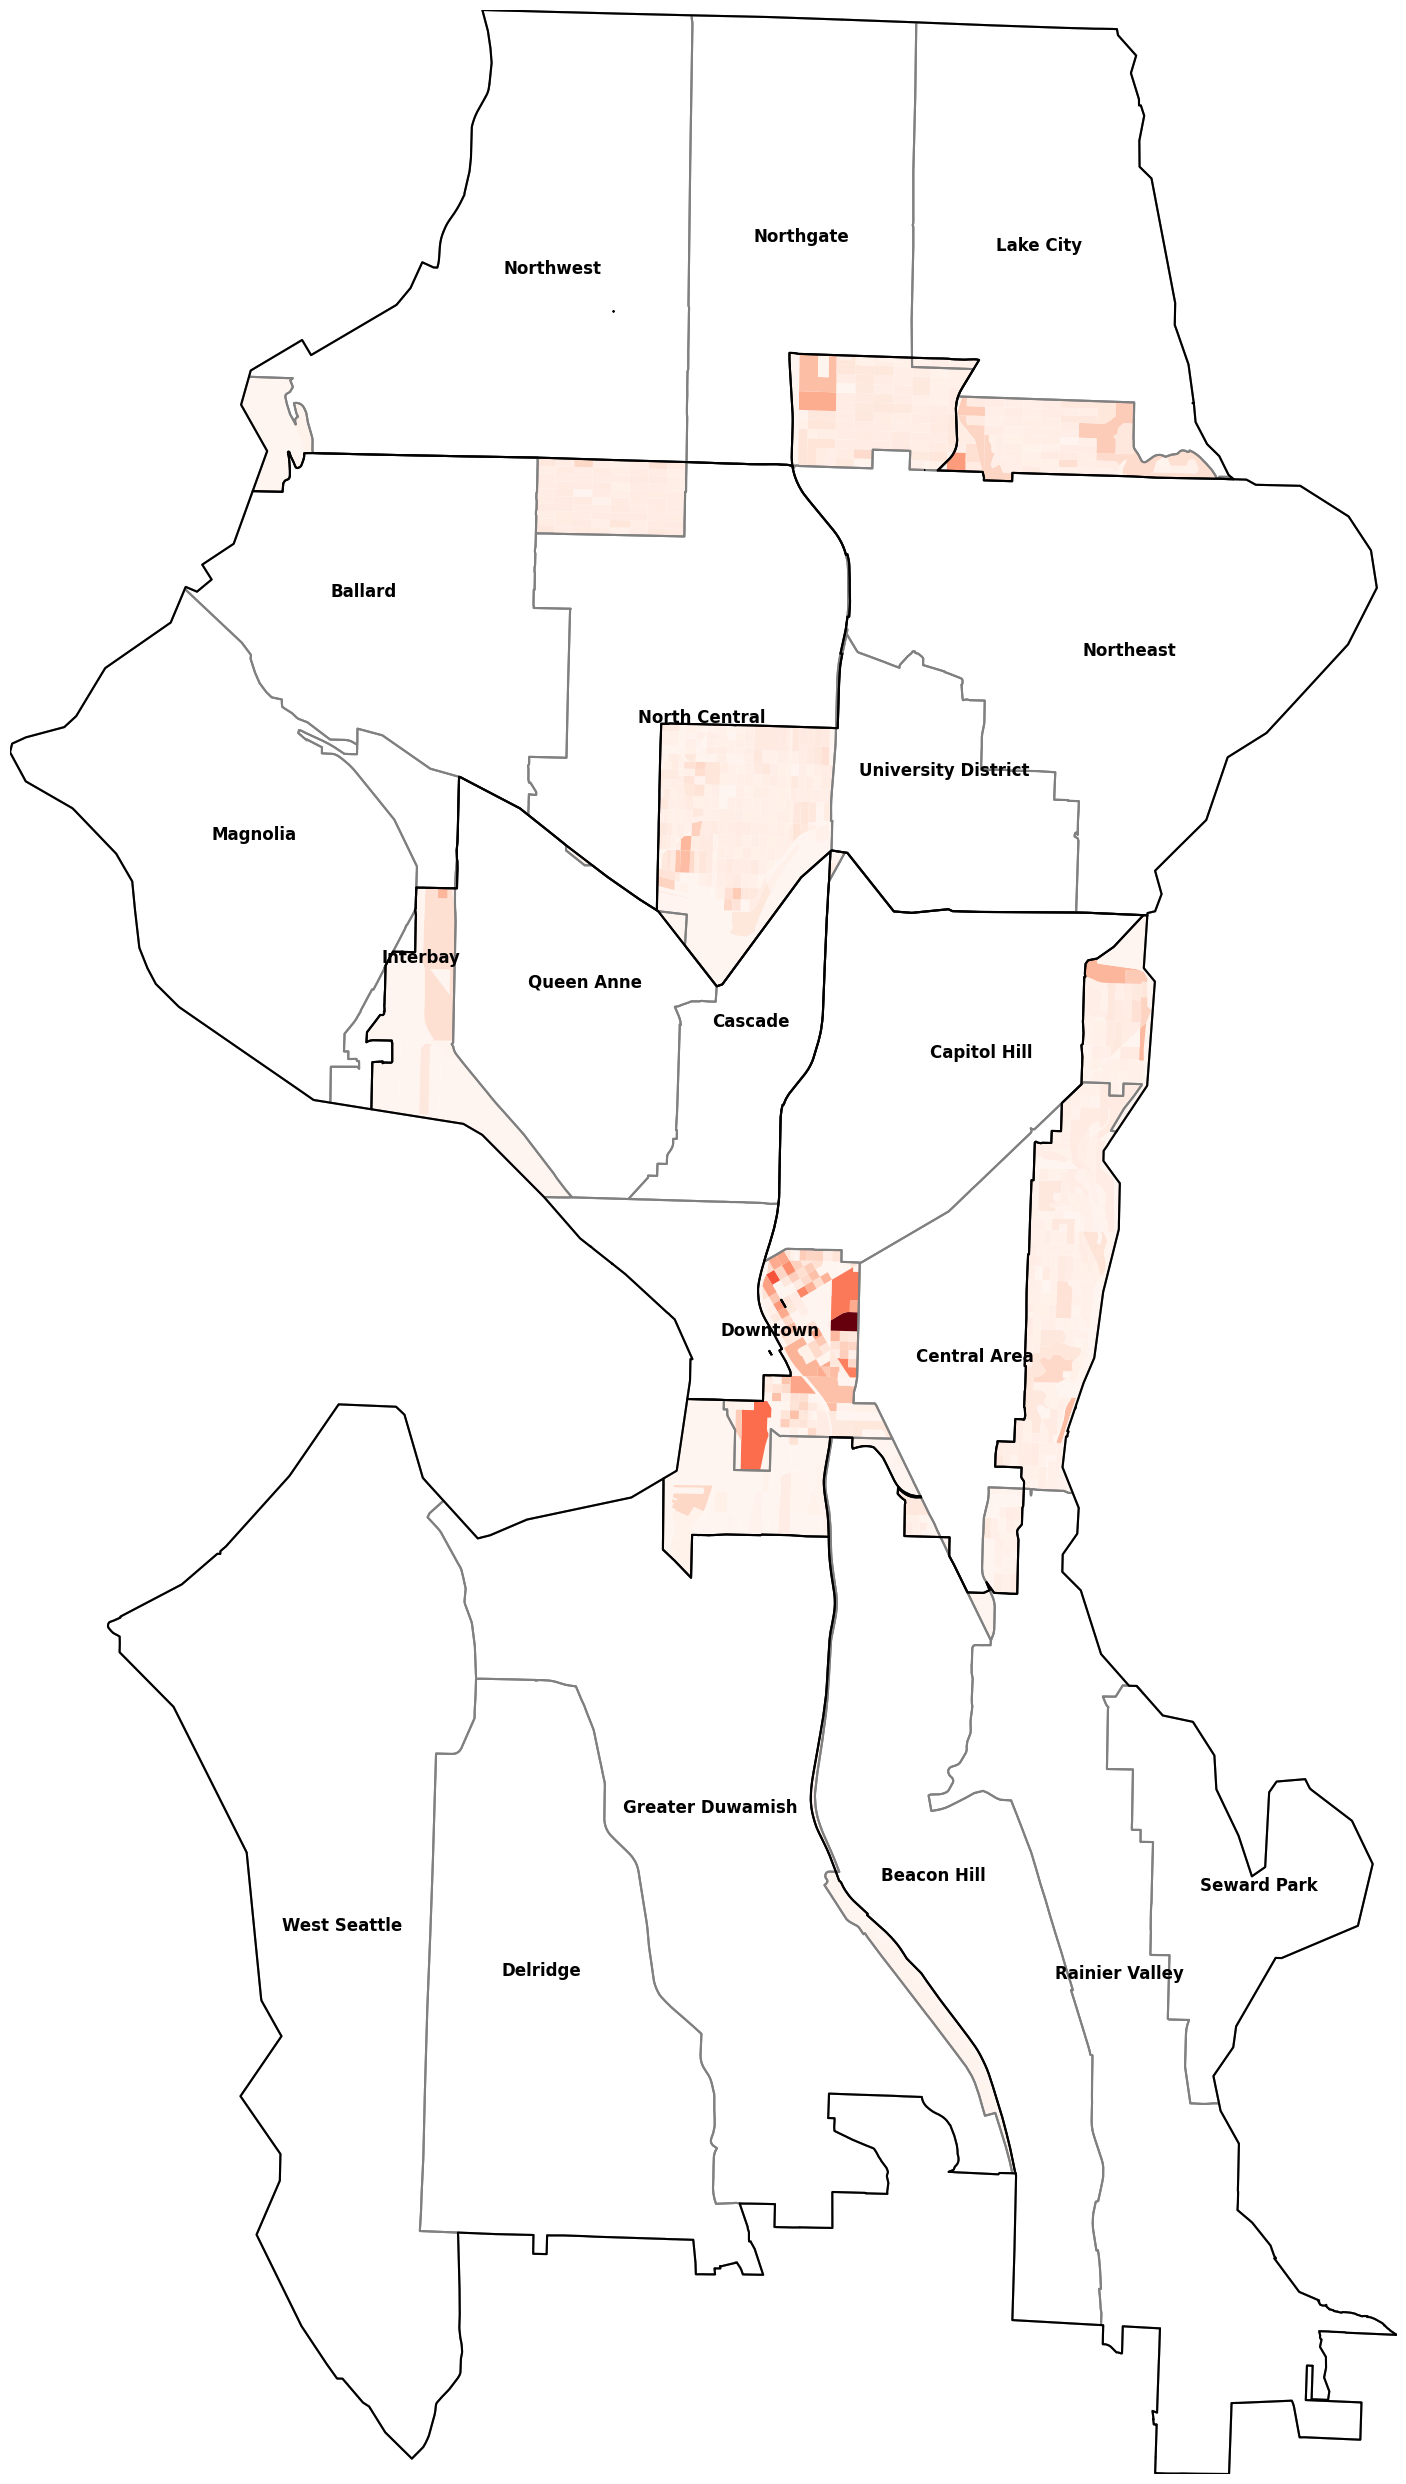 Northgate
Lake City
Northwest
Ballard
Northeast
North Central
University District
Magnolia
Interbay
Queen Anne
Cascade
Capitol Hill
Downtown
Central Area
Greater Duwamish
Beacon Hill
Seward Park
West Seattle
Delridge
Rainier Valley